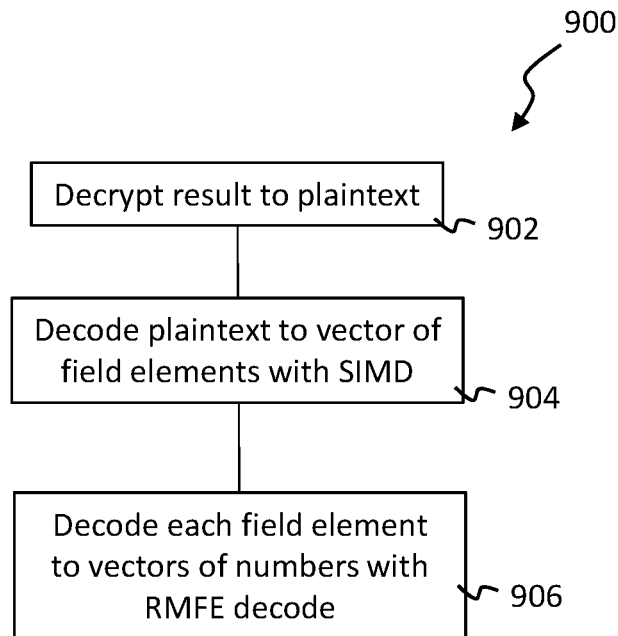 900
Decrypt result to plaintext
902
Decode plaintext to vector of
field elements with SIMD
904
Decode each field element
to vectors of numbers with
RMFE decode
906